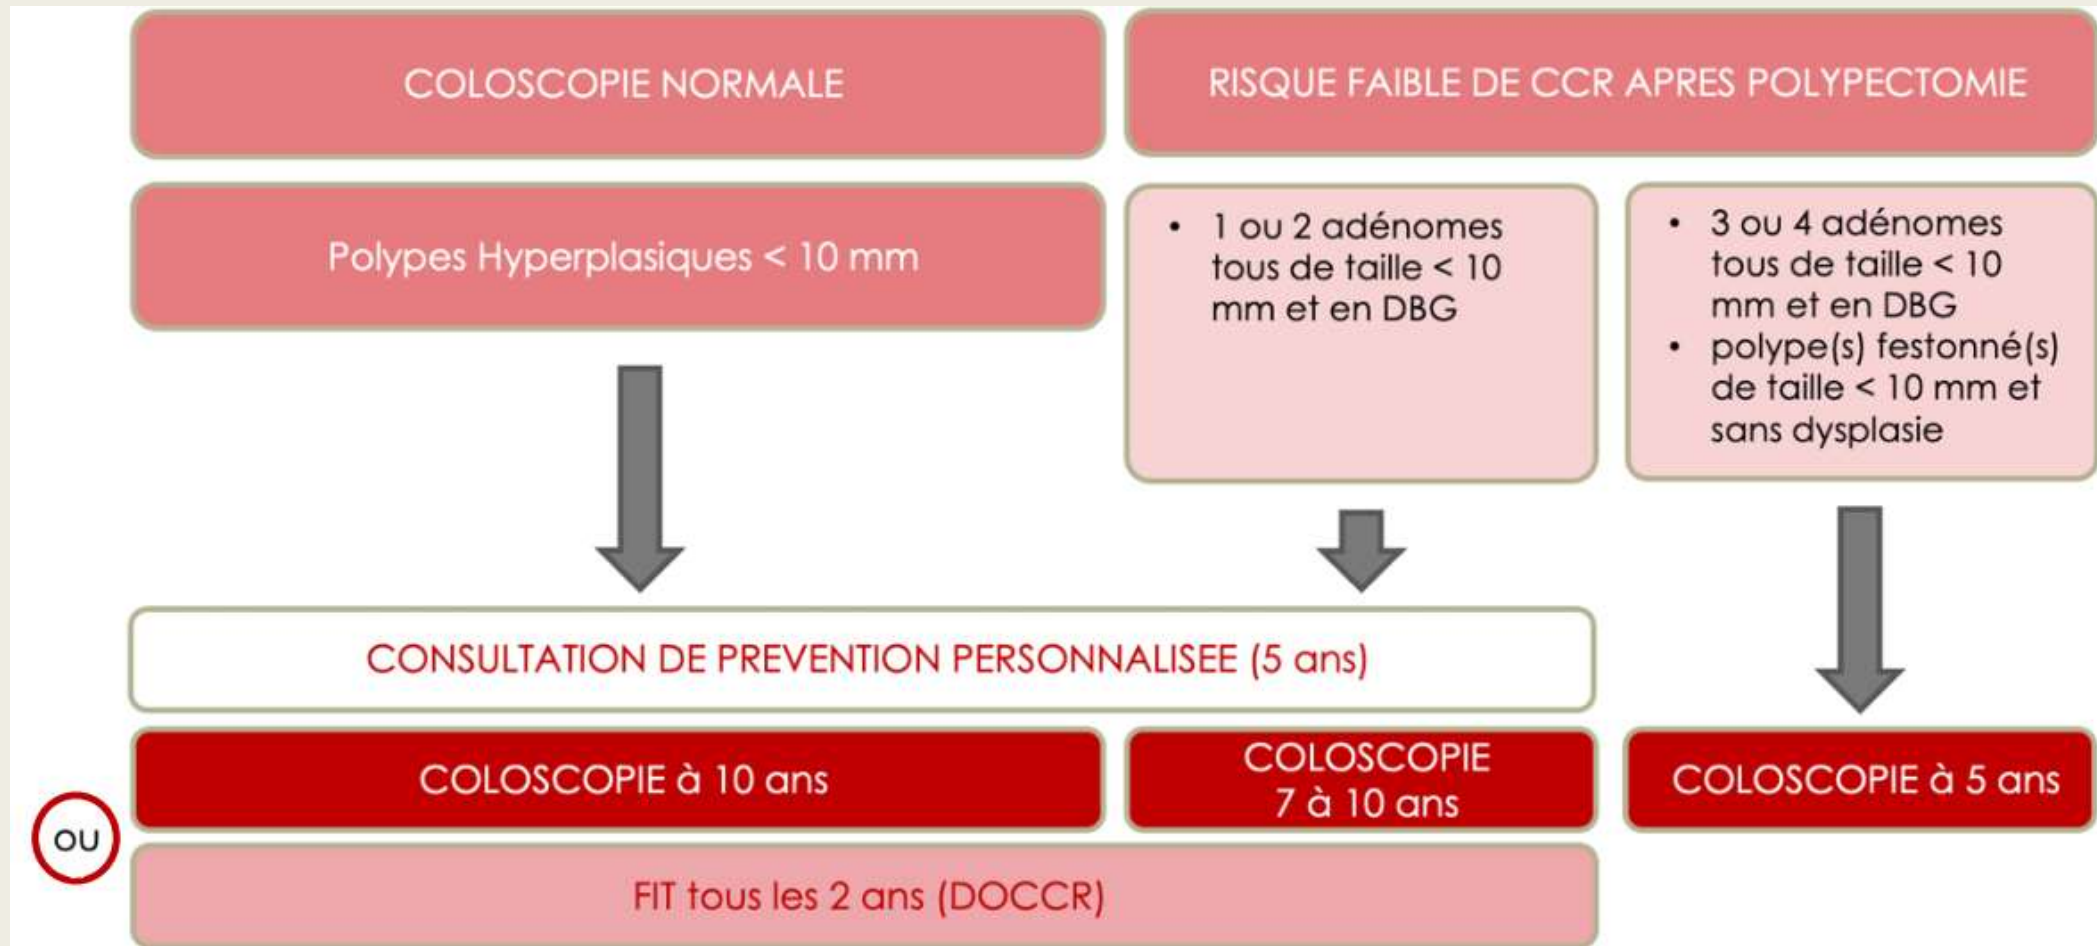 COLOSCOPIE NORMALE
RISQUE FAIBLE DE CCR APRES POLYPECTOMIE
Polypes Hyperplasiques < 10 mm
• 1 ou 2 adénomes
tous de taille < 10
mm et en DBG
• 3 ou 4 adénomes
tous de taille < 10
mm et en DBG
• polype(s) festonné(s)
de taille < 10 mm et
sans dysplasie
CONSULTATION DE PREVENTION PERSONNALISEE (5 ans)
COLOSCOPIE à 10 ans
COLOSCOPIE
7 à 10 ans
COLOSCOPIE à 5 ans
OU
FIT tous les 2 ans (DOCCR)